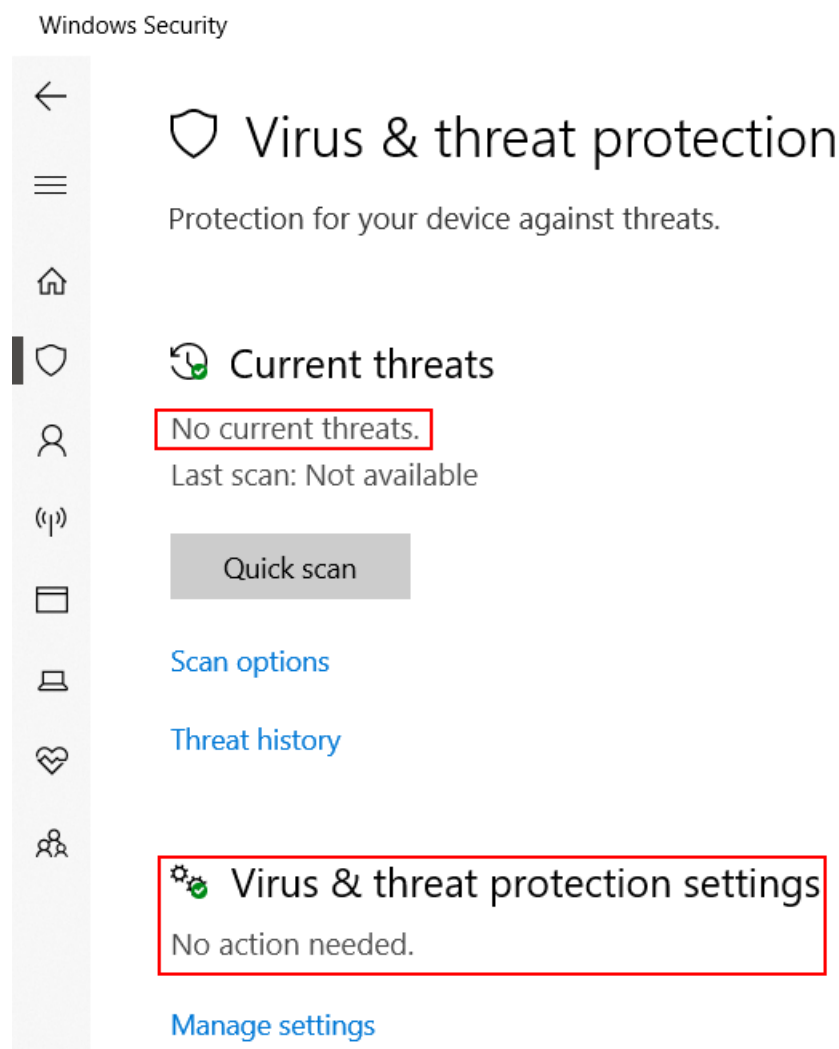 Windows Security
Virus & threat protection
Protection for your device against threats.
Current threats
No current threats.
Last scan: Not available
Quick scan
Scan options
Threat history
Virus & threat protection settings
No action needed.
Manage settings